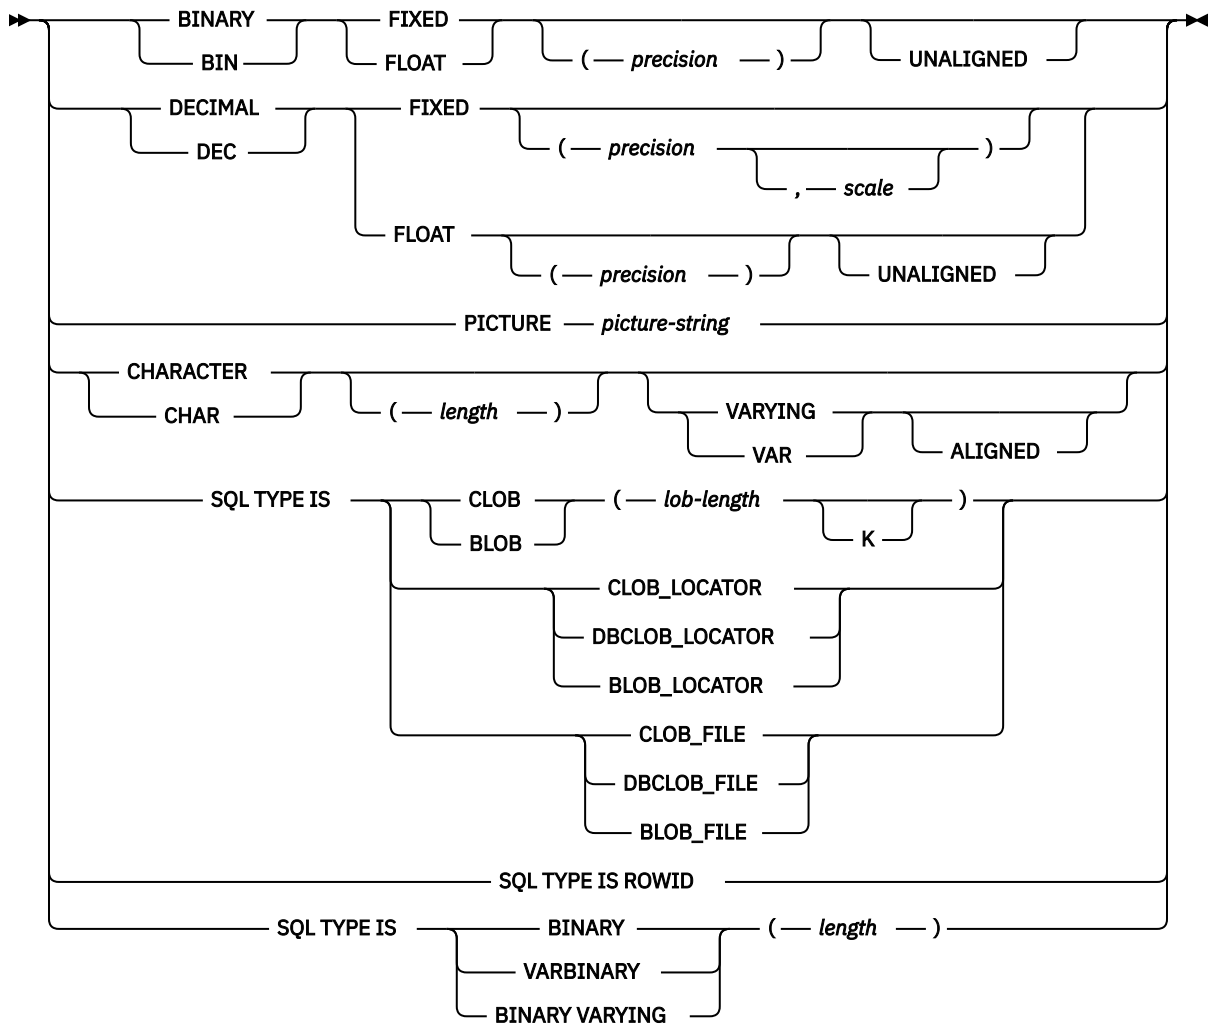 BINARY FIXED
BIN FLOAT ( precision ) UNALIGNED
DECIMAL FIXED
DEC ( precision )
, scale
FLOAT
( precision ) UNALIGNED
PICTURE picture-string
CHARACTER
CHAR ( length ) VARYING
VAR ALIGNED
SQL TYPE IS CLOB ( lob-length )
BLOB K
CLOB_LOCATOR
DBCLOB_LOCATOR
BLOB_LOCATOR
CLOB_FILE
DBCLOB_FILE
BLOB_FILE
SQL TYPE IS ROWID
SQL TYPE IS BINARY ( length )
VARBINARY
BINARY VARYING